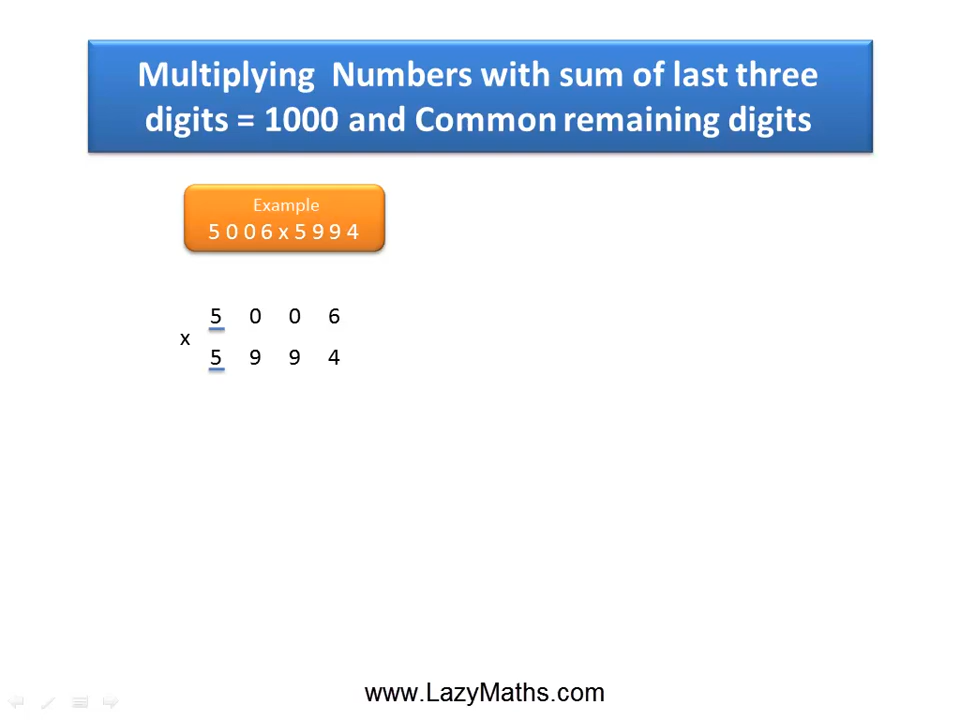 Multiplying Numbers with sum of last three
digits = 1000 and Common remaining digits
Example
5 0 0 6 x 5 9 9 4
5 0 0 6
x
5 9 9 4
www.LazyMaths.com